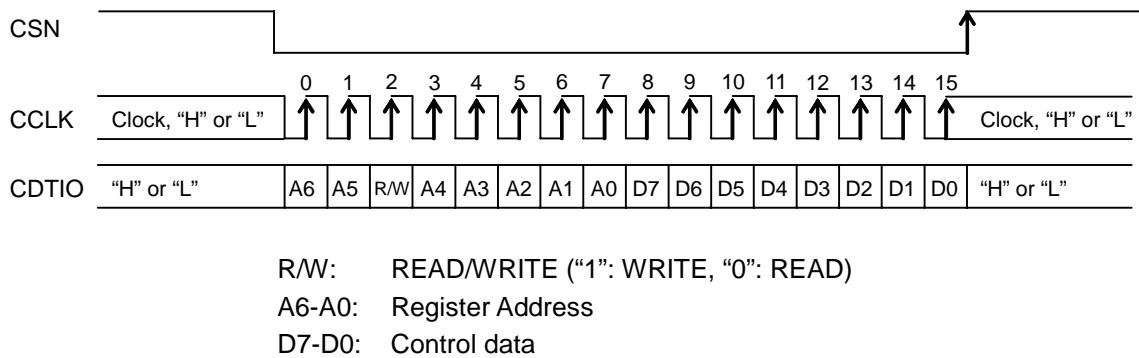 CSN
0 1 2 3 4 5 6 7 8 9 10 11 12 13 14 15
CCLK Clock, “H” or “L” Clock, “H” or “L”
CDTIO “H” or “L” A6 A5 R/W A4 A3 A2 A1 A0 D7 D6 D5 D4 D3 D2 D1 D0 “H” or “L”
R/W: READ/WRITE (“1”: WRITE, “0”: READ)
A6-A0: Register Address
D7-D0: Control data